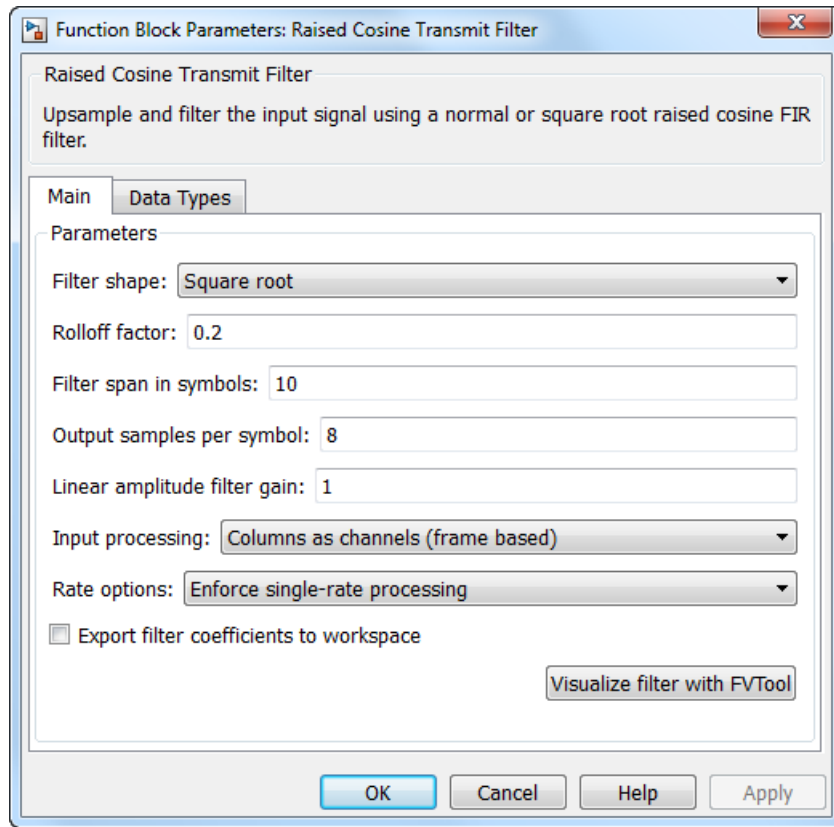 Function Block Parameters: Raised Cosine Transmit Filter
Raised Cosine Transmit Filter
Upsample and filter the input signal using a normal or square root raised cosine FIR
filter.
Main Data Types
Parameters
Filter shape: Square root
Rolloff factor: 0.2
Filter span in symbols: 10
Output samples per symbol: 8
Linear amplitude filter gain: 1
Input processing: Columns as channels (frame based)
Rate options: Enforce single-rate processing
Export filter coefficients to workspace
Visualize filter with FVTool
OK Cancel Help Apply